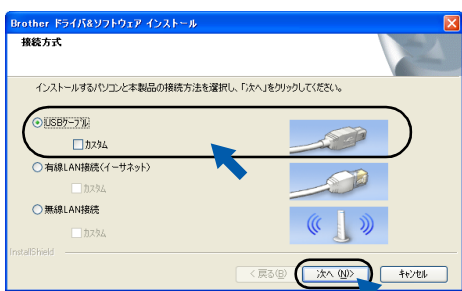 Brother ドライバ&ソフトウェア インストール
接続方式
インストールするパソコンと本製品の接続方法を選択し、「次へ」をクリックしてください。
USBケーブル
カスタム
有線LAN接続(イーサネット)
カスタム
無線LAN接続
カスタム
InstallShield
< 戻る(B)
次へ (N)>
キャンセル